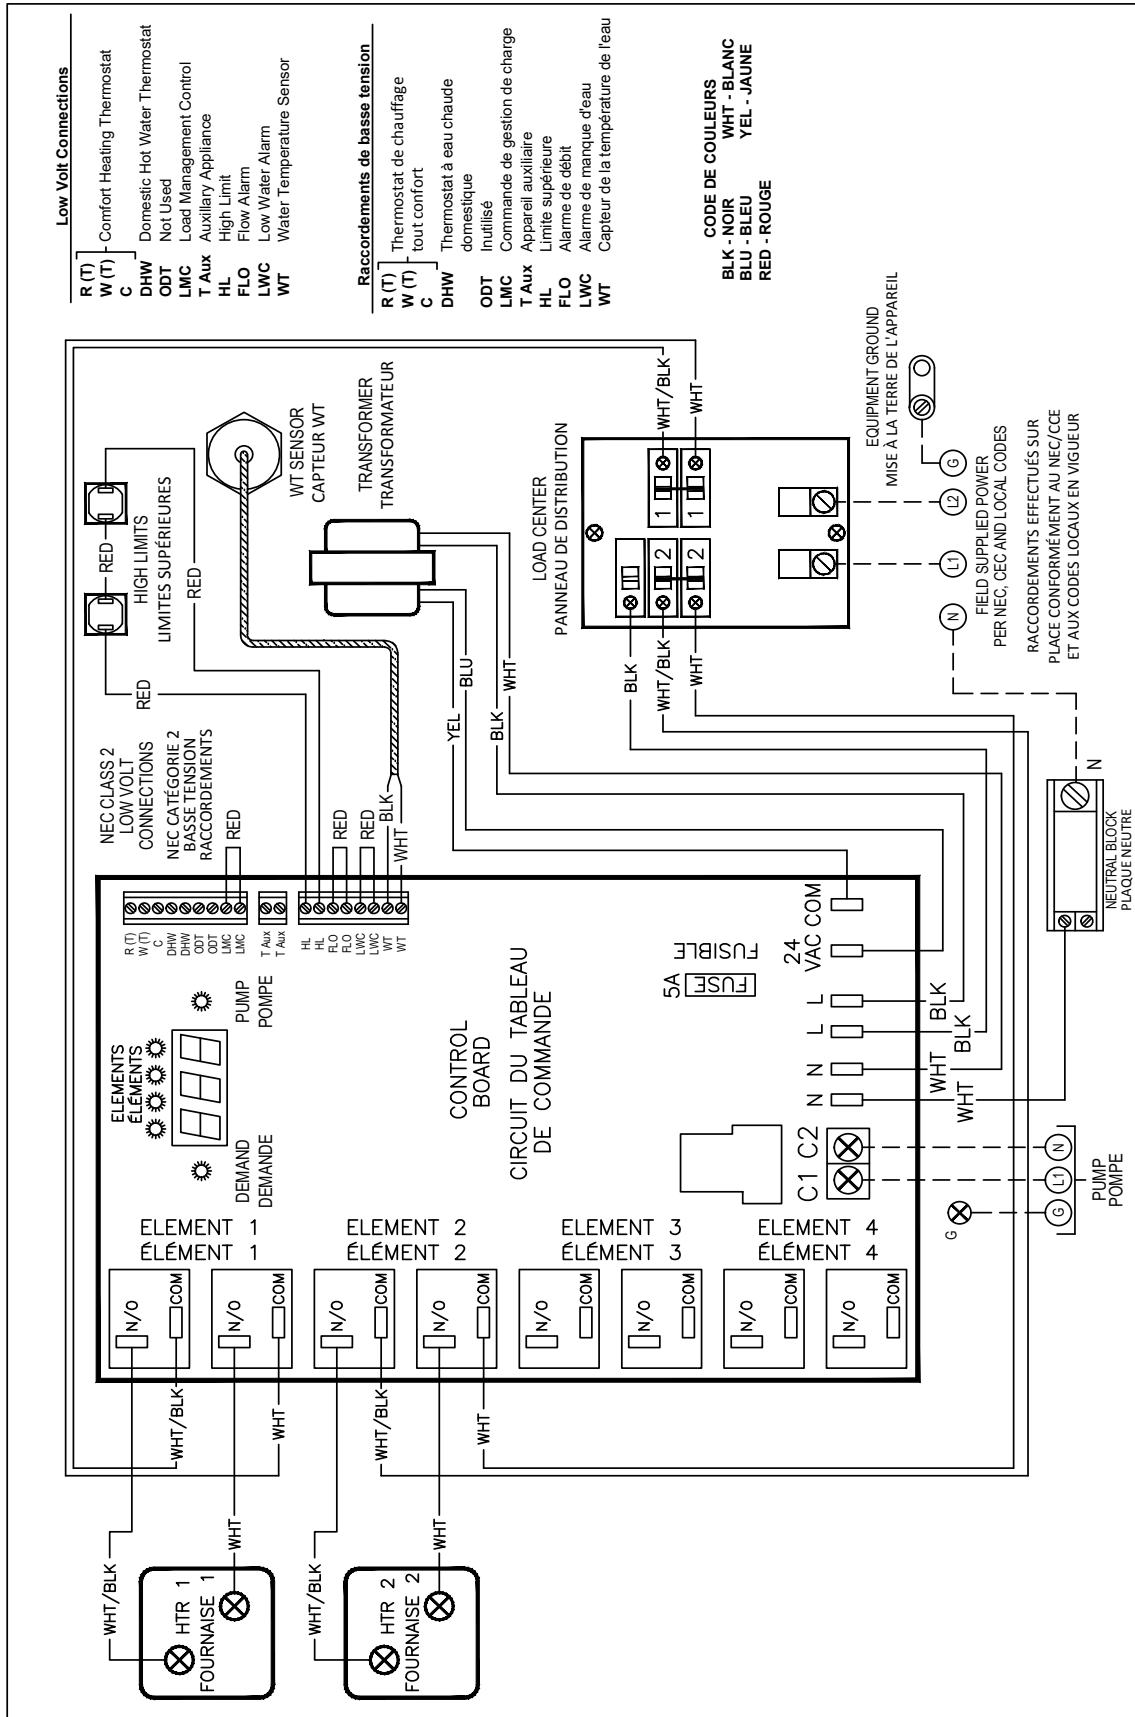 Low Volt Connections
R (T)
W (T) Comfort Heating Thermostat
C
DHW Domestic Hot Water Thermostat
ODT Not Used
LMC Load Management Control
T Aux Auxillary Appliance
HL High Limit
FLO Flow Alarm
LWC Low Water Alarm
WT Water Temperature Sensor
Raccordements de basse tension
R (T) Thermostat de chauffage
W (T) tout confort
C
DHW Thermostat à eau chaude
domestique
ODT Inutilisé
LMC Commande de gestion de charge
T Aux Appareil auxiliaire
HL Limite supérieure
FLO Alarme de débit
LWC Alarme de manque d'eau
WT Capteur de la température de l'eau
CODE DE COULEURS
BLK - NOIR WHT - BLANC
BLU - BLEU YEL - JAUNE
RED - ROUGE
RED
RED
RED
HIGH LIMITS
LIMITES SUPÉRIEURES
WT SENSOR
CAPTEUR WT
TRANSFORMER
TRANSFORMATEUR
LOAD CENTER
PANNEAU DE DISTRIBUTION
WHT/BLK
WHT
1
1
2
2
BLK
WHT/BLK
WHT
EQUIPMENT GROUND
MISE À LA TERRE DE L'APPAREIL
N
L1
L2
G
FIELD SUPPLIED POWER
PER NEC, CEC AND LOCAL CODES
RACCORDEMENTS EFFECTUÉS SUR
PLACE CONFORMÉMENT AU NEC/CCE
ET AUX CODES LOCAUX EN VIGUEUR
NEC CLASS 2
LOW VOLT
CONNECTIONS
NEC CATÉGORIE 2
BASSE TENSION
RACCORDEMENTS
RED
RED
RED
BLK
WHT
YEL
BLU
BLK
WHT
R (T)
W (T)
C
DHW
DHW
ODT
ODT
LMC
LMC
T Aux
T Aux
HL
HL
FLO
FLO
LWC
LWC
WT
WT
ELEMENTS
ÉLÉMENTS
PUMP
POMPE
DEMAND
DEMANDE
CONTROL
BOARD
CIRCUIT DU TABLEAU
DE COMMANDE
5A
FUSE
FUSIBLE
24
VAC COM
L
L
N
N
BLK
BLK
WHT
WHT
C1 C2
NEUTRAL BLOCK
PLAQUE NEUTRE
N
G
G
L1
N
PUMP
POMPE
ELEMENT 1
ÉLÉMENT 1
ELEMENT 2
ÉLÉMENT 2
ELEMENT 3
ÉLÉMENT 3
ELEMENT 4
ÉLÉMENT 4
N/O
COM
N/O
COM
N/O
COM
N/O
COM
N/O
COM
N/O
COM
N/O
COM
N/O
COM
WHT/BLK
WHT
WHT/BLK
WHT
WHT/BLK
WHT
WHT/BLK
WHT
HTR 1
FOURNAISE 1
HTR 2
FOURNAISE 2